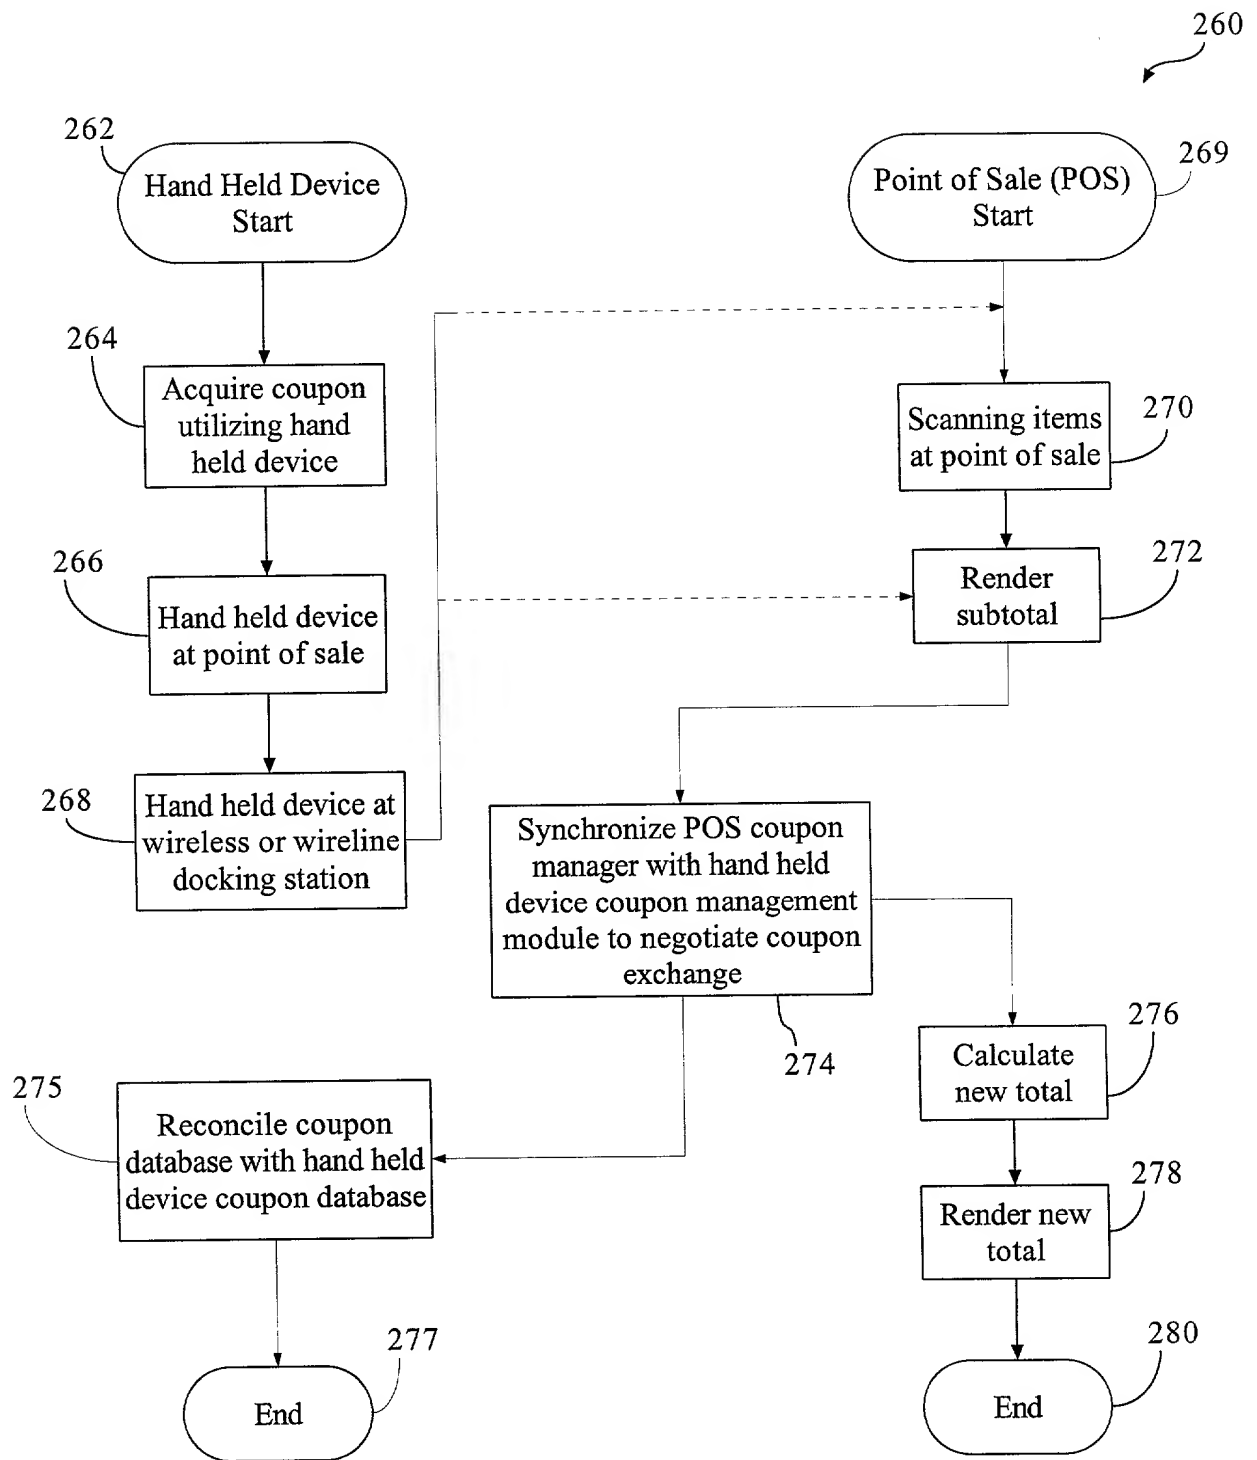 260
262
Hand Held Device
Start
269
Point of Sale (POS)
Start
264
Acquire coupon
utilizing hand
held device
270
Scanning items
at point of sale
266
Hand held device
at point of sale
272
Render
subtotal
268
Hand held device at
wireless or wireline
docking station
Synchronize POS coupon
manager with hand held
device coupon management
module to negotiate coupon
exchange
274
276
Calculate
new total
275
Reconcile coupon
database with hand held
device coupon database
278
Render new
total
277
End
280
End